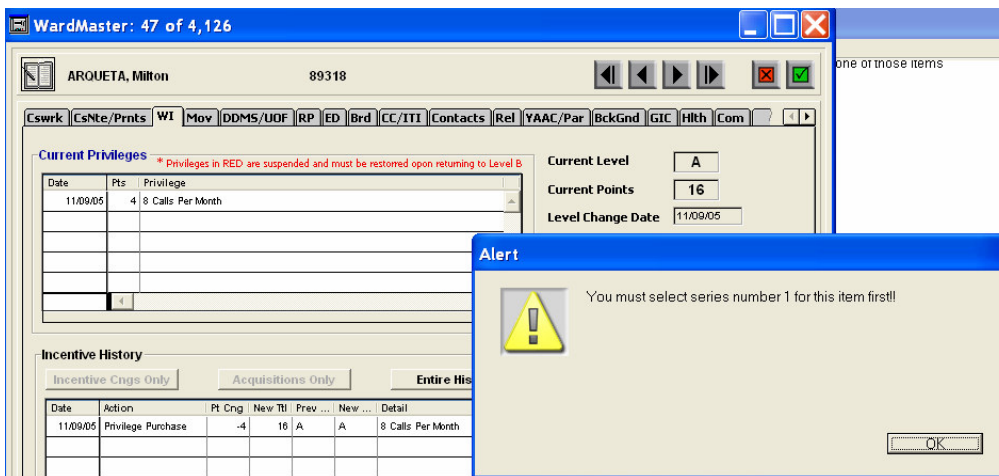 WardMaster: 47 of 4,126
one of those items
ARQUETA, Milton 89318
Cswrk CsNte/Prnts WI Mov DDMS/UOF RP ED Brd CC/ITI Contacts Rel YAAC/Par BckGnd GIC Hlth Com
Current Privileges * Privileges in RED are suspended and must be restorred opon returning to Level B
Current Level A
Date Pts Privilege
11/09/05 4 8 Calls Per Month
Current Points 16
Level Change Date 11/09/05
Alert
You must select series number 1 for this item first!!
OK
Incentive History
Incentive Cngs Only Acquisitions Only Entire His
Date Action Pt Cng New Ttl Prev ... New ... Detail
11/09/05 Privilege Purchase -4 16 A A 8 Calls Per Month